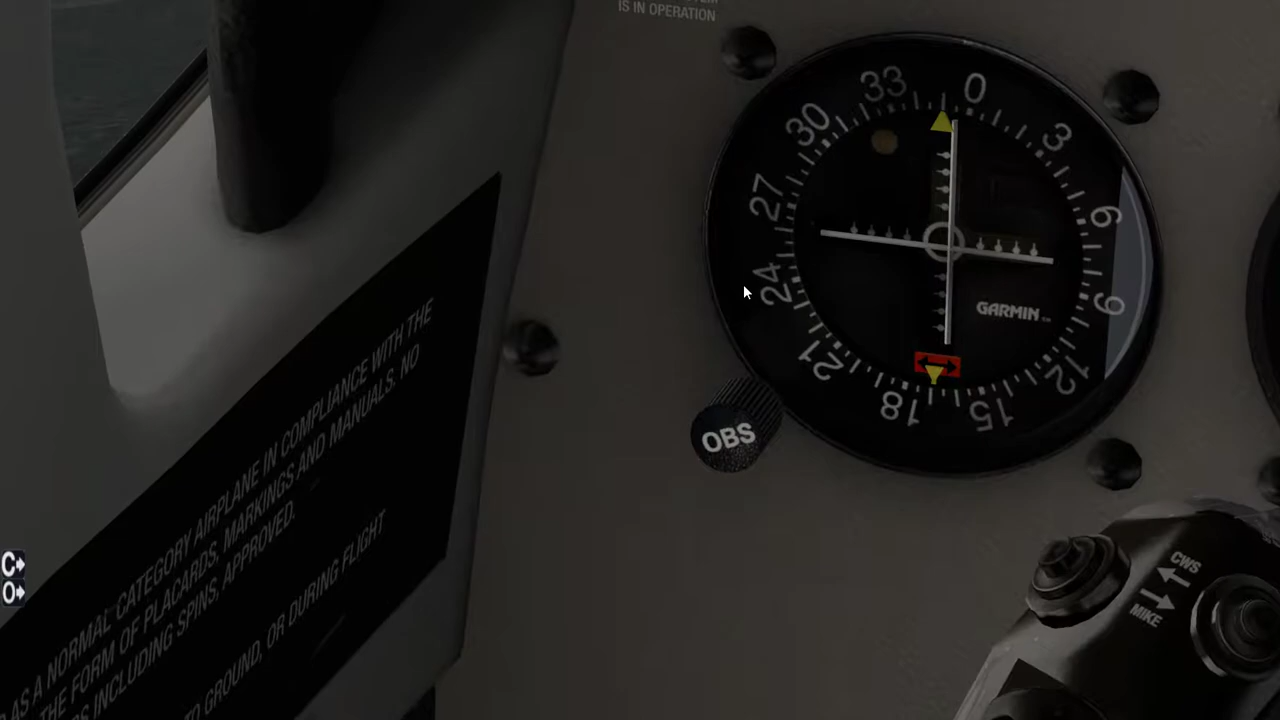 IS IN OPERATION
0
3
6
9
12
15
18
21
24
27
30
33
GARMIN
OBS
CWS
MIKE
AS A NORMAL CATEGORY AIRPLANE IN COMPLIANCE WITH THE
THE FORM OF PLACARDS, MARKINGS AND MANUALS. NO
INCLUDING SPINS, APPROVED.
TO GROUND, OR DURING FLIGHT
C
O